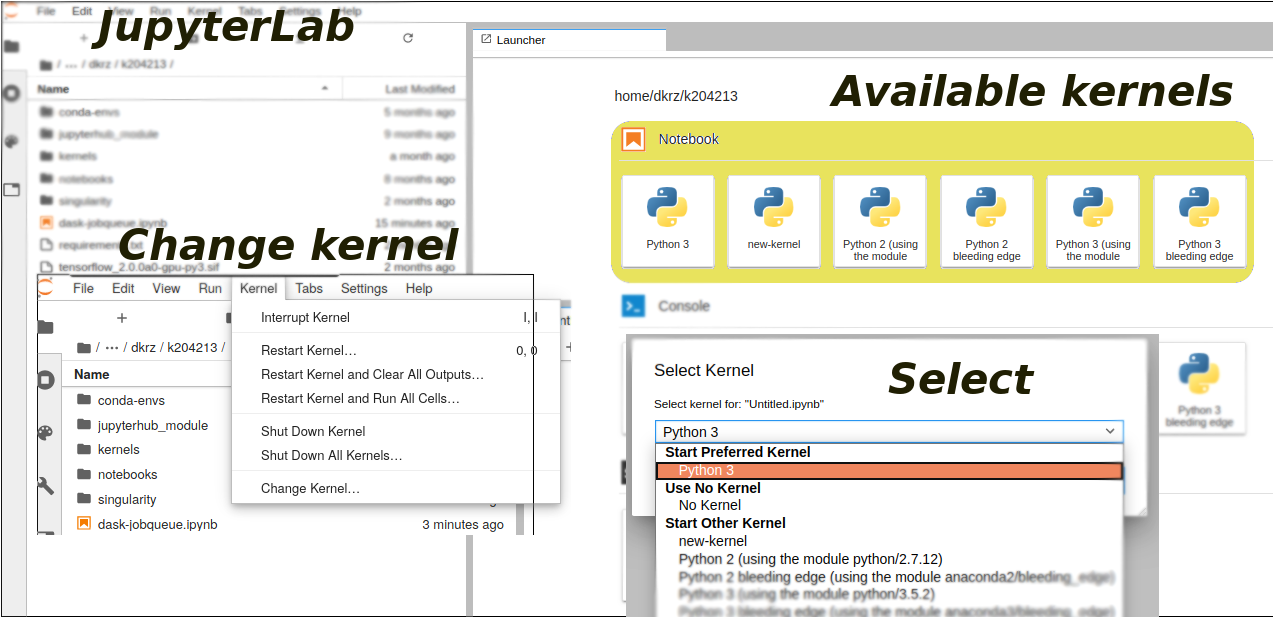 File Edit View Run Kernel Tabs Settings Help
JupyterLab
/ ... / dkrz / k204213 /
Name Last Modified
conda-envs 5 months ago
jupyterhub_module 9 months ago
kernels a month ago
notebooks 8 months ago
singularity 2 months ago
dask-jobqueue.ipynb 15 minutes ago
tensorflow_2.0.0a0-gpu-py3.sif 2 months ago
Change kernel
File Edit View Run Kernel Tabs Settings Help
+
/ ... / dkrz / k204213 /
Name
conda-envs
jupyterhub_module
kernels
notebooks
singularity
dask-jobqueue.ipynb 3 minutes ago
Interrupt Kernel I, I
Restart Kernel… 0, 0
Restart Kernel and Clear All Outputs…
Restart Kernel and Run All Cells…
Shut Down Kernel
Shut Down All Kernels…
Change Kernel…
Launcher
home/dkrz/k204213
Available kernels
Notebook
Python 3
new-kernel
Python 2 (using
the module
Python 2
bleeding edge
Python 3 (using
the module
Python 3
bleeding edge
Console
Python 3
bleeding edge
Select Kernel
Select
Select kernel for: "Untitled.ipynb"
Python 3
Start Preferred Kernel
Python 3
Use No Kernel
No Kernel
Start Other Kernel
new-kernel
Python 2 (using the module python/2.7.12)
Python 2 bleeding edge (using the module anaconda2/bleeding_edge)
Python 3 (using the module python/3.5.2)
Python 3 bleeding edge (using the module anaconda3/bleeding_edge)